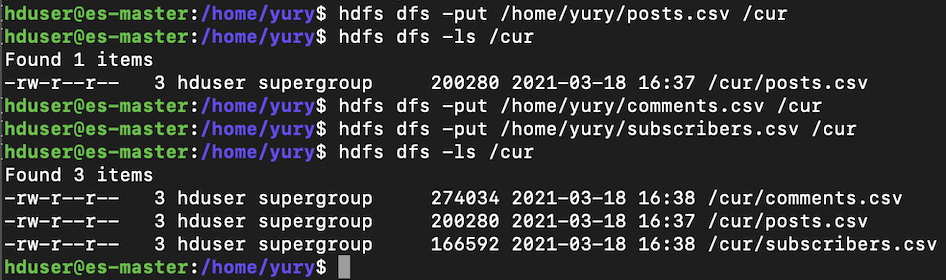 hduser@es-master:/home/yury$ hdfs dfs -put /home/yury/posts.csv /cur
hduser@es-master:/home/yury$ hdfs dfs -ls /cur
Found 1 items
-rw-r--r--   3 hduser supergroup     200280 2021-03-18 16:37 /cur/posts.csv
hduser@es-master:/home/yury$ hdfs dfs -put /home/yury/comments.csv /cur
hduser@es-master:/home/yury$ hdfs dfs -put /home/yury/subscribers.csv /cur
hduser@es-master:/home/yury$ hdfs dfs -ls /cur
Found 3 items
-rw-r--r--   3 hduser supergroup     274034 2021-03-18 16:38 /cur/comments.csv
-rw-r--r--   3 hduser supergroup     200280 2021-03-18 16:37 /cur/posts.csv
-rw-r--r--   3 hduser supergroup     166592 2021-03-18 16:38 /cur/subscribers.csv
hduser@es-master:/home/yury$